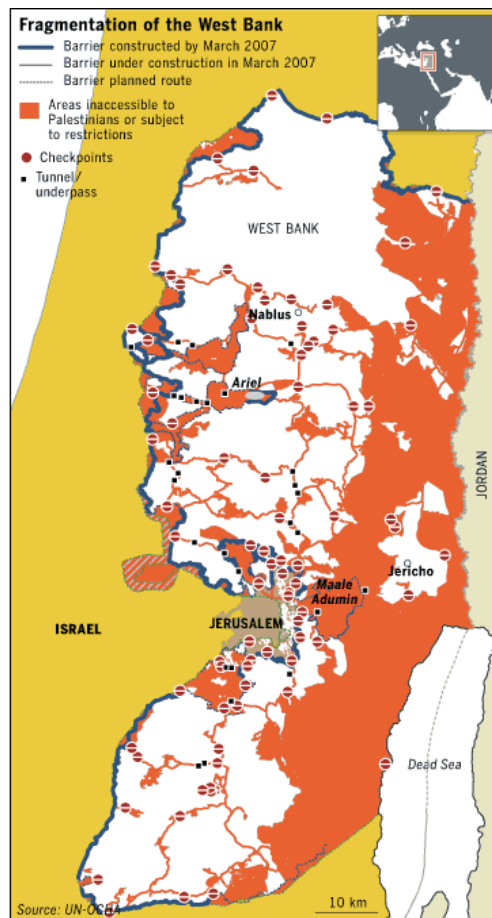 Fragmentation of the West Bank
Barrier constructed by March 2007
Barrier under construction in March 2007
Barrier planned route
Areas inaccessible to
Palestinians or subject
to restrictions
Checkpoints
Tunnel/
underpass
WEST BANK
Nablus
Ariel
JORDAN
Jericho
Maale
Adumin
ISRAEL
JERUSALEM
Dead Sea
Source: UN-OCHA
10 km